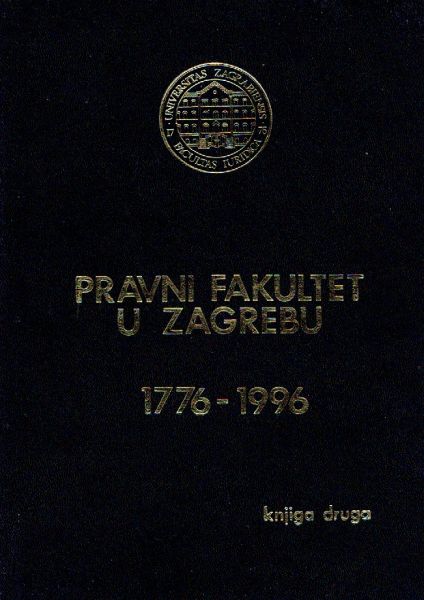 UNIVERSITAS ZAGRABIENSIS
17 76
FACULTAS IURIDICA
PRAVNI FAKULTET
U ZAGREBU
1776-1996
knjiga druga